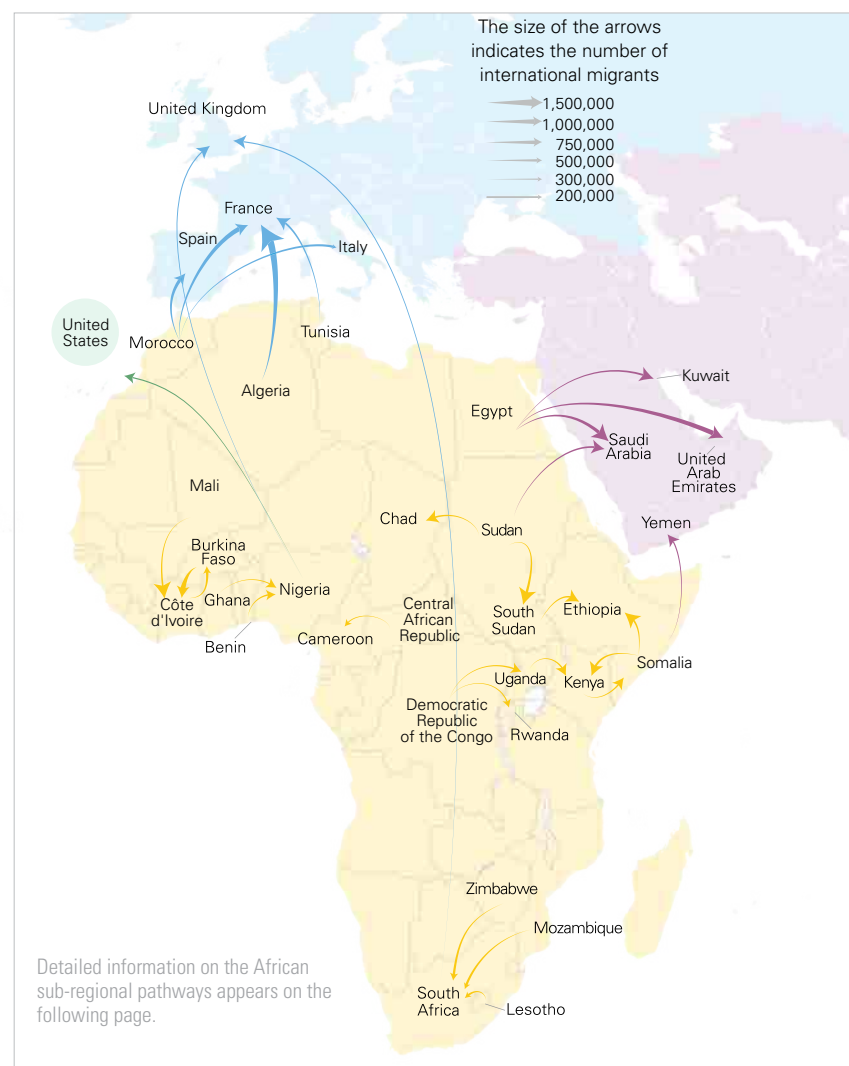 The size of the arrows
indicates the number of
international migrants
1,500,000
1,000,000
750,000
500,000
300,000
200,000
United Kingdom
France
Spain
Italy
United
States
Morocco
Tunisia
Algeria
Egypt
Kuwait
Saudi
Arabia
United
Arab
Emirates
Mali
Chad
Sudan
Yemen
Burkina
Faso
Nigeria
Ghana
Côte
d'Ivoire
Benin
Cameroon
Central
African
Republic
South
Sudan
Ethiopia
Somalia
Uganda
Kenya
Democratic
Republic
of the Congo
Rwanda
Zimbabwe
Mozambique
South
Africa
Lesotho
Detailed information on the African
sub-regional pathways appears on the
following page.